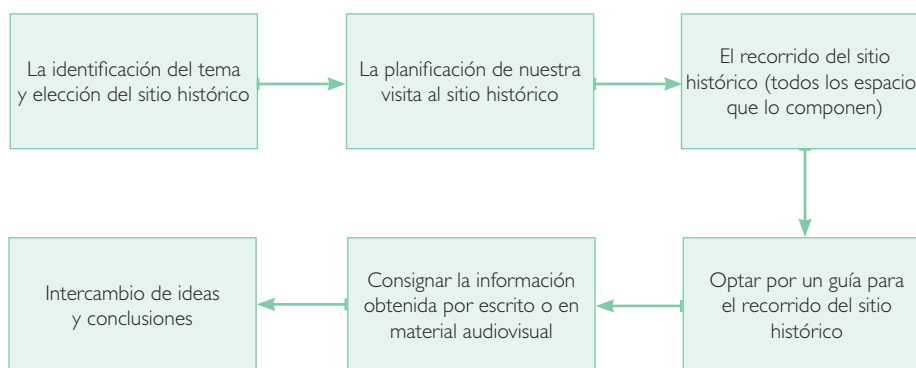 La identificación del tema
y elección del sitio histórico
La planificación de nuestra
visita al sitio histórico
El recorrido del sitio
histórico (todos los espacio
que lo componen)
Optar por un guía para
el recorrido del sitio
histórico
Consignar la información
obtenida por escrito o en
material audiovisual
Intercambio de ideas
y conclusiones